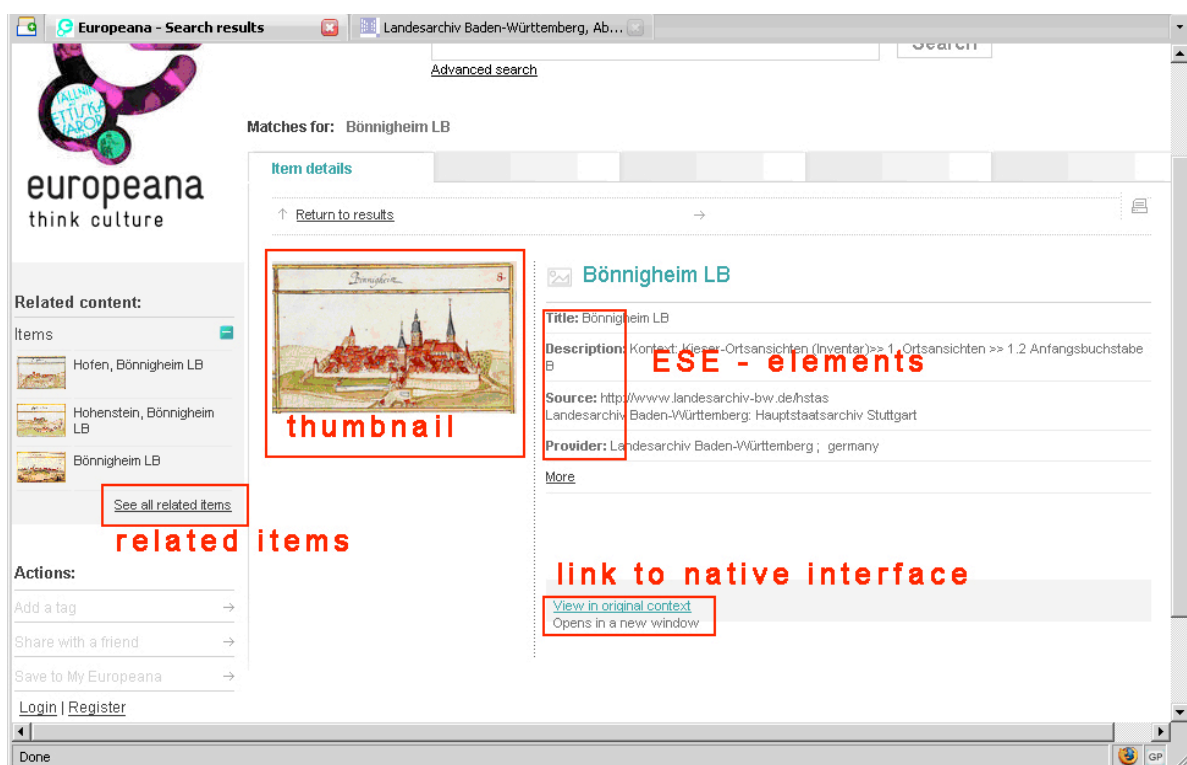 Europeana - Search results
Landesarchiv Baden-Württemberg, Ab...
Search
Advanced search
Matches for: Bönnigheim LB
Item details
europeana
think culture
Return to results
Bönnigheim LB
Title: Bönnigheim LB
Description: Kontext: Kieser-Ortsansichten (Inventar)>> 1. Ortsansichten >> 1.2 Anfangsbuchstabe
B
ESE - elements
Source: http://www.landesarchiv-bw.de/hstas
Landesarchiv Baden-Württemberg: Hauptstaatsarchiv Stuttgart
Provider: Landesarchiv Baden-Württemberg ; germany
More
thumbnail
Related content:
Items
Hofen, Bönnigheim LB
Hohenstein, Bönnigheim
LB
Bönnigheim LB
See all related items
related items
link to native interface
View in original context
Opens in a new window
Actions:
Add a tag
Share with a friend
Save to My Europeana
Login | Register
Done
GP